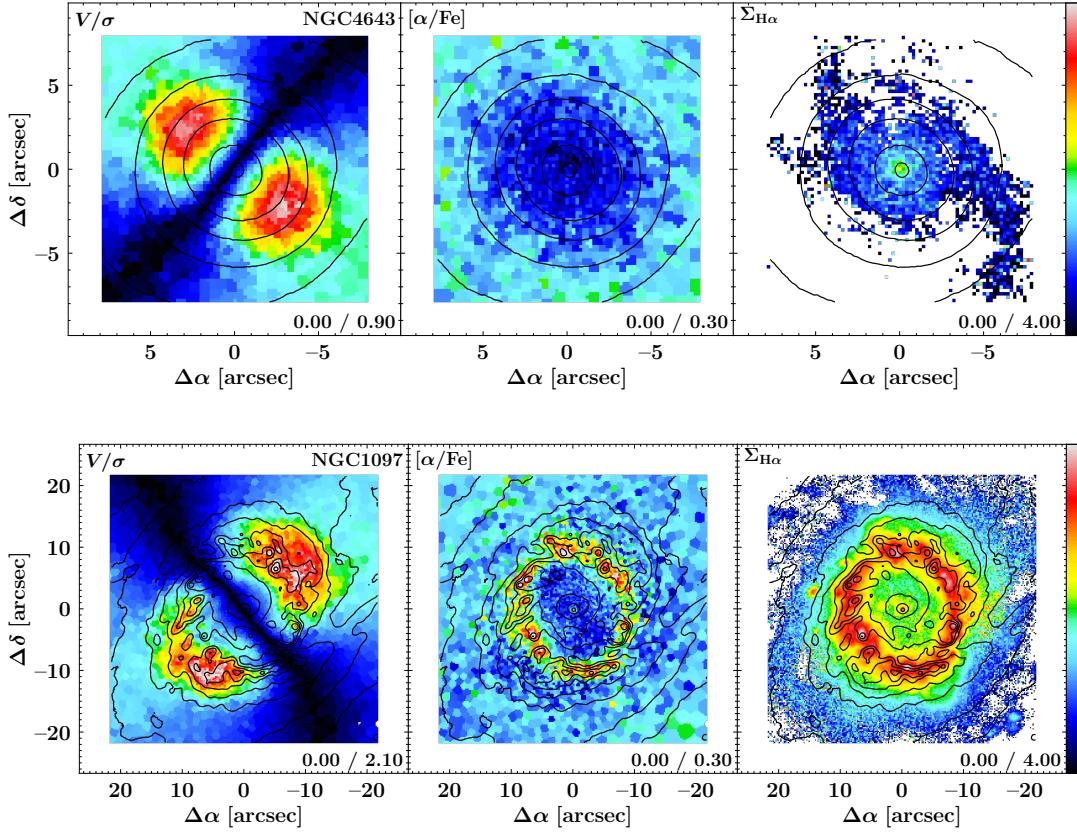 V/σ NGC4643 [α/Fe] Σ_Hα
5
0
−5
Δδ [arcsec]
0.00 / 0.90 0.00 / 0.30 0.00 / 4.00
5 0 −5 5 0 −5 5 0 −5
Δα [arcsec] Δα [arcsec] Δα [arcsec]
V/σ NGC1097 [α/Fe] Σ_Hα
20
10
0
−10
−20
Δδ [arcsec]
0.00 / 2.10 0.00 / 0.30 0.00 / 4.00
20 10 0 −10 −20 20 10 0 −10 −20 20 10 0 −10 −20
Δα [arcsec] Δα [arcsec] Δα [arcsec]